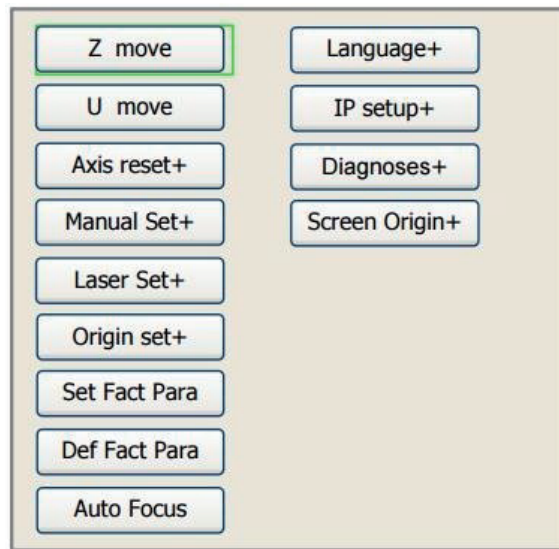 Z move
U move
Axis reset+
Manual Set+
Laser Set+
Origin set+
Set Fact Para
Def Fact Para
Auto Focus
Language+
IP setup+
Diagnoses+
Screen Origin+